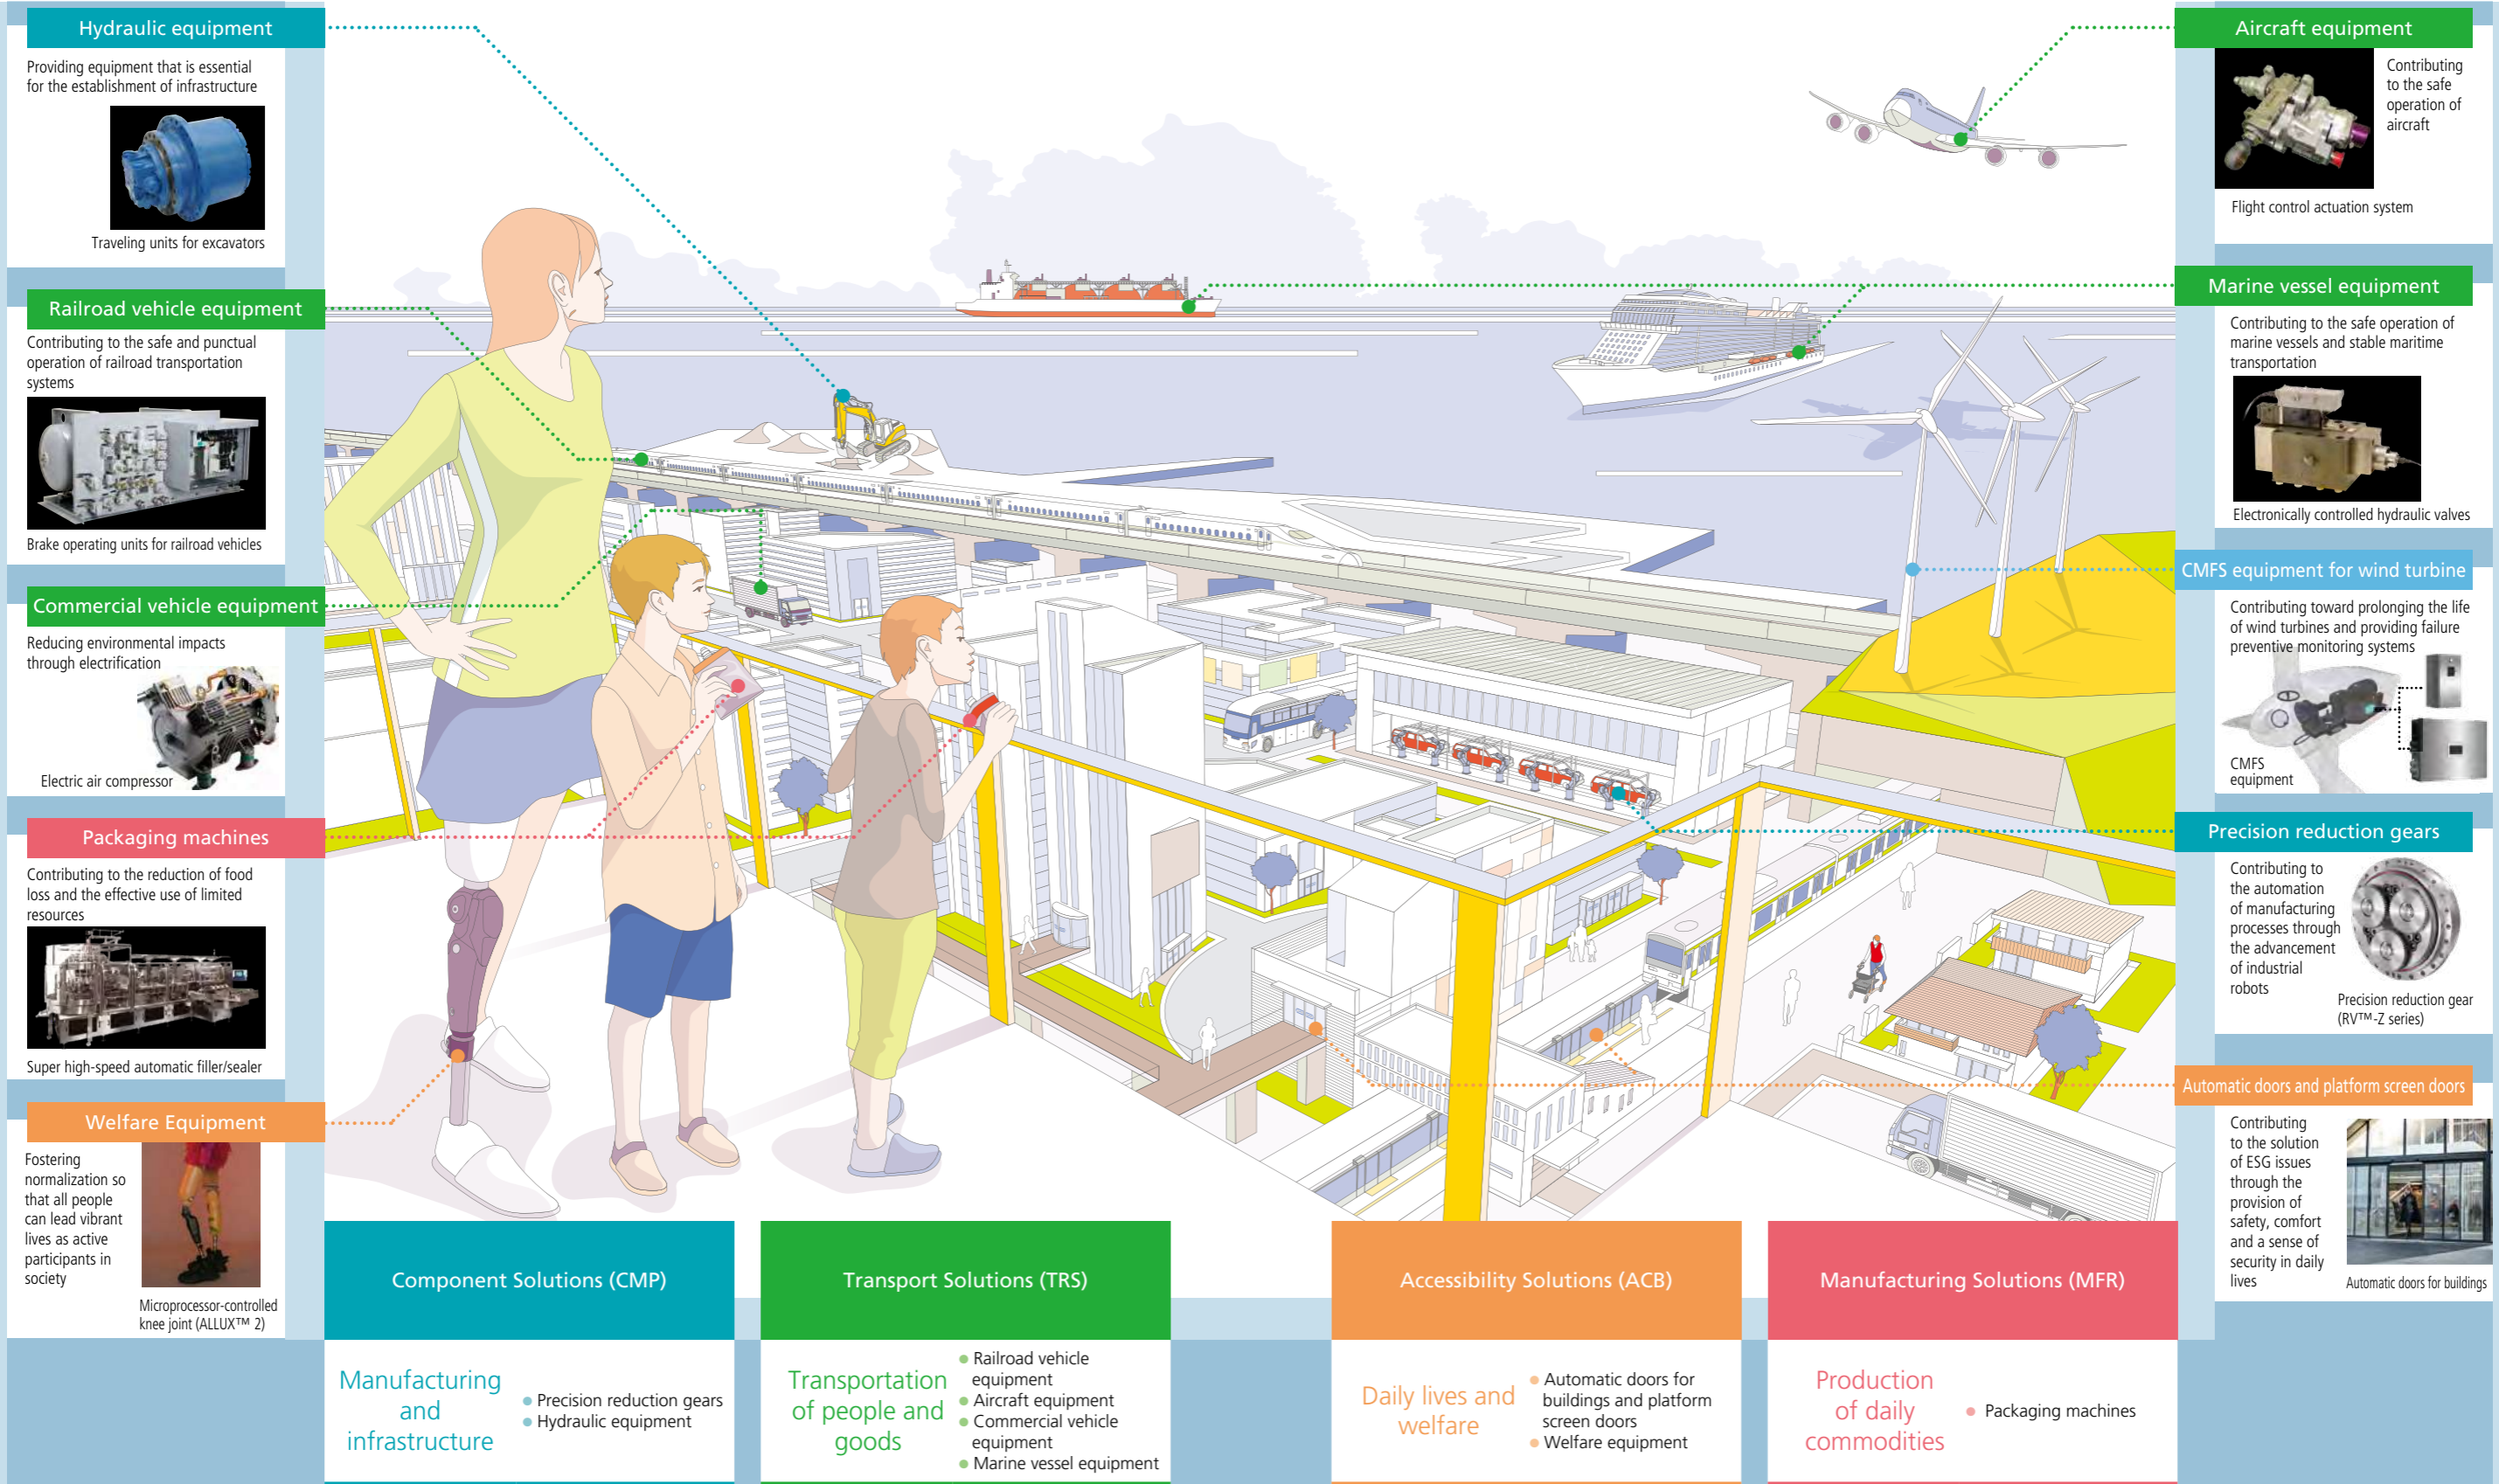 Hydraulic equipment
Providing equipment that is essential
for the establishment of infrastructure
Traveling units for excavators
Railroad vehicle equipment
Contributing to the safe and punctual
operation of railroad transportation
systems
Brake operating units for railroad vehicles
Commercial vehicle equipment
Reducing environmental impacts
through electrification
Electric air compressor
Packaging machines
Contributing to the reduction of food
loss and the effective use of limited
resources
Super high-speed automatic filler/sealer
Welfare Equipment
Fostering
normalization so
that all people
can lead vibrant
lives as active
participants in
society
Microprocessor-controlled
knee joint (ALLUX™ 2)
Aircraft equipment
Contributing
to the safe
operation of
aircraft
Flight control actuation system
Marine vessel equipment
Contributing to the safe operation of
marine vessels and stable maritime
transportation
Electronically controlled hydraulic valves
CMFS equipment for wind turbine
Contributing toward prolonging the life
of wind turbines and providing failure
preventive monitoring systems
CMFS
equipment
Precision reduction gears
Contributing to
the automation
of manufacturing
processes through
the advancement
of industrial
robots
Precision reduction gear
(RV™-Z series)
Automatic doors and platform screen doors
Contributing
to the solution
of ESG issues
through the
provision of
safety, comfort
and a sense of
security in daily
lives
Automatic doors for buildings
Component Solutions (CMP)
Manufacturing
and
infrastructure
● Precision reduction gears
● Hydraulic equipment
Transport Solutions (TRS)
Transportation
of people and
goods
● Railroad vehicle
equipment
● Aircraft equipment
● Commercial vehicle
equipment
● Marine vessel equipment
Accessibility Solutions (ACB)
Daily lives and
welfare
● Automatic doors for
buildings and platform
screen doors
● Welfare equipment
Manufacturing Solutions (MFR)
Production
of daily
commodities
● Packaging machines